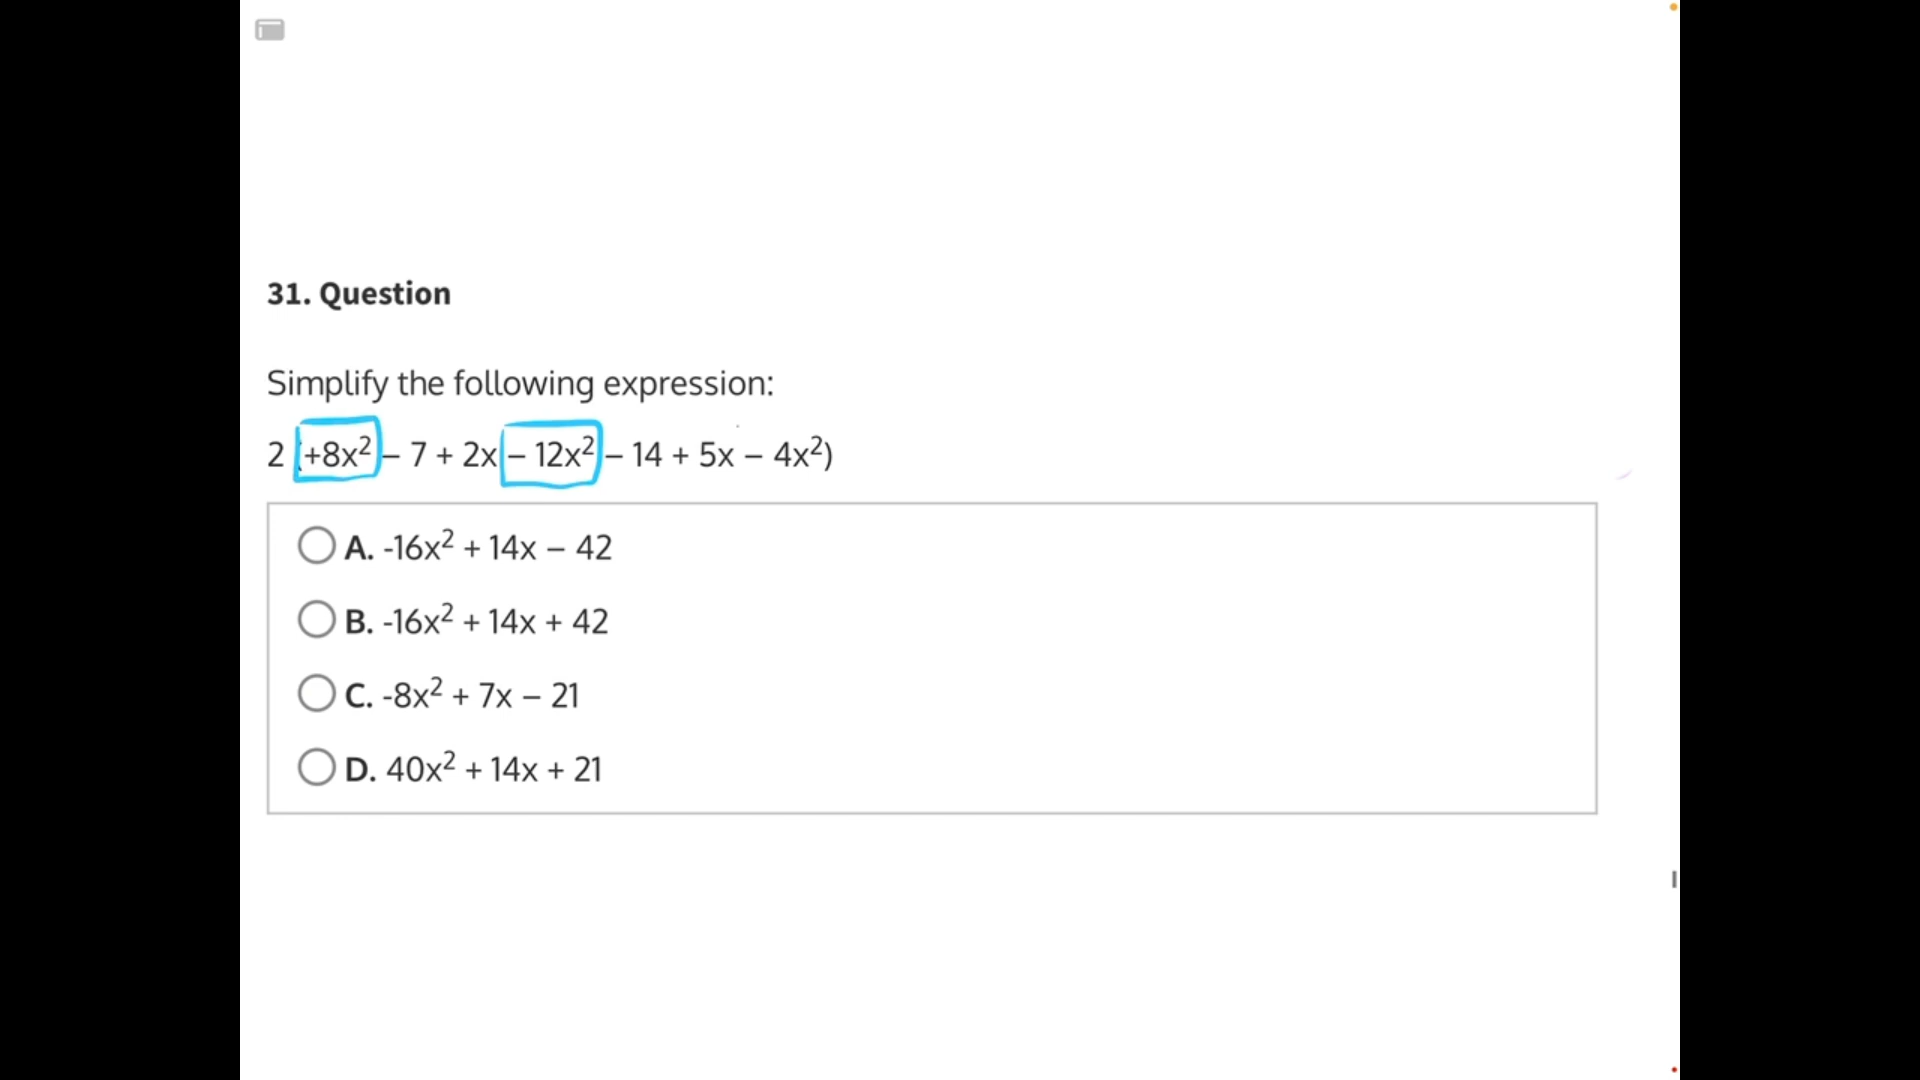 31. Question
Simplify the following expression:
2 (+8x² – 7 + 2x – 12x² – 14 + 5x – 4x²)
A. -16x² + 14x – 42
B. -16x² + 14x + 42
C. -8x² + 7x – 21
D. 40x² + 14x + 21